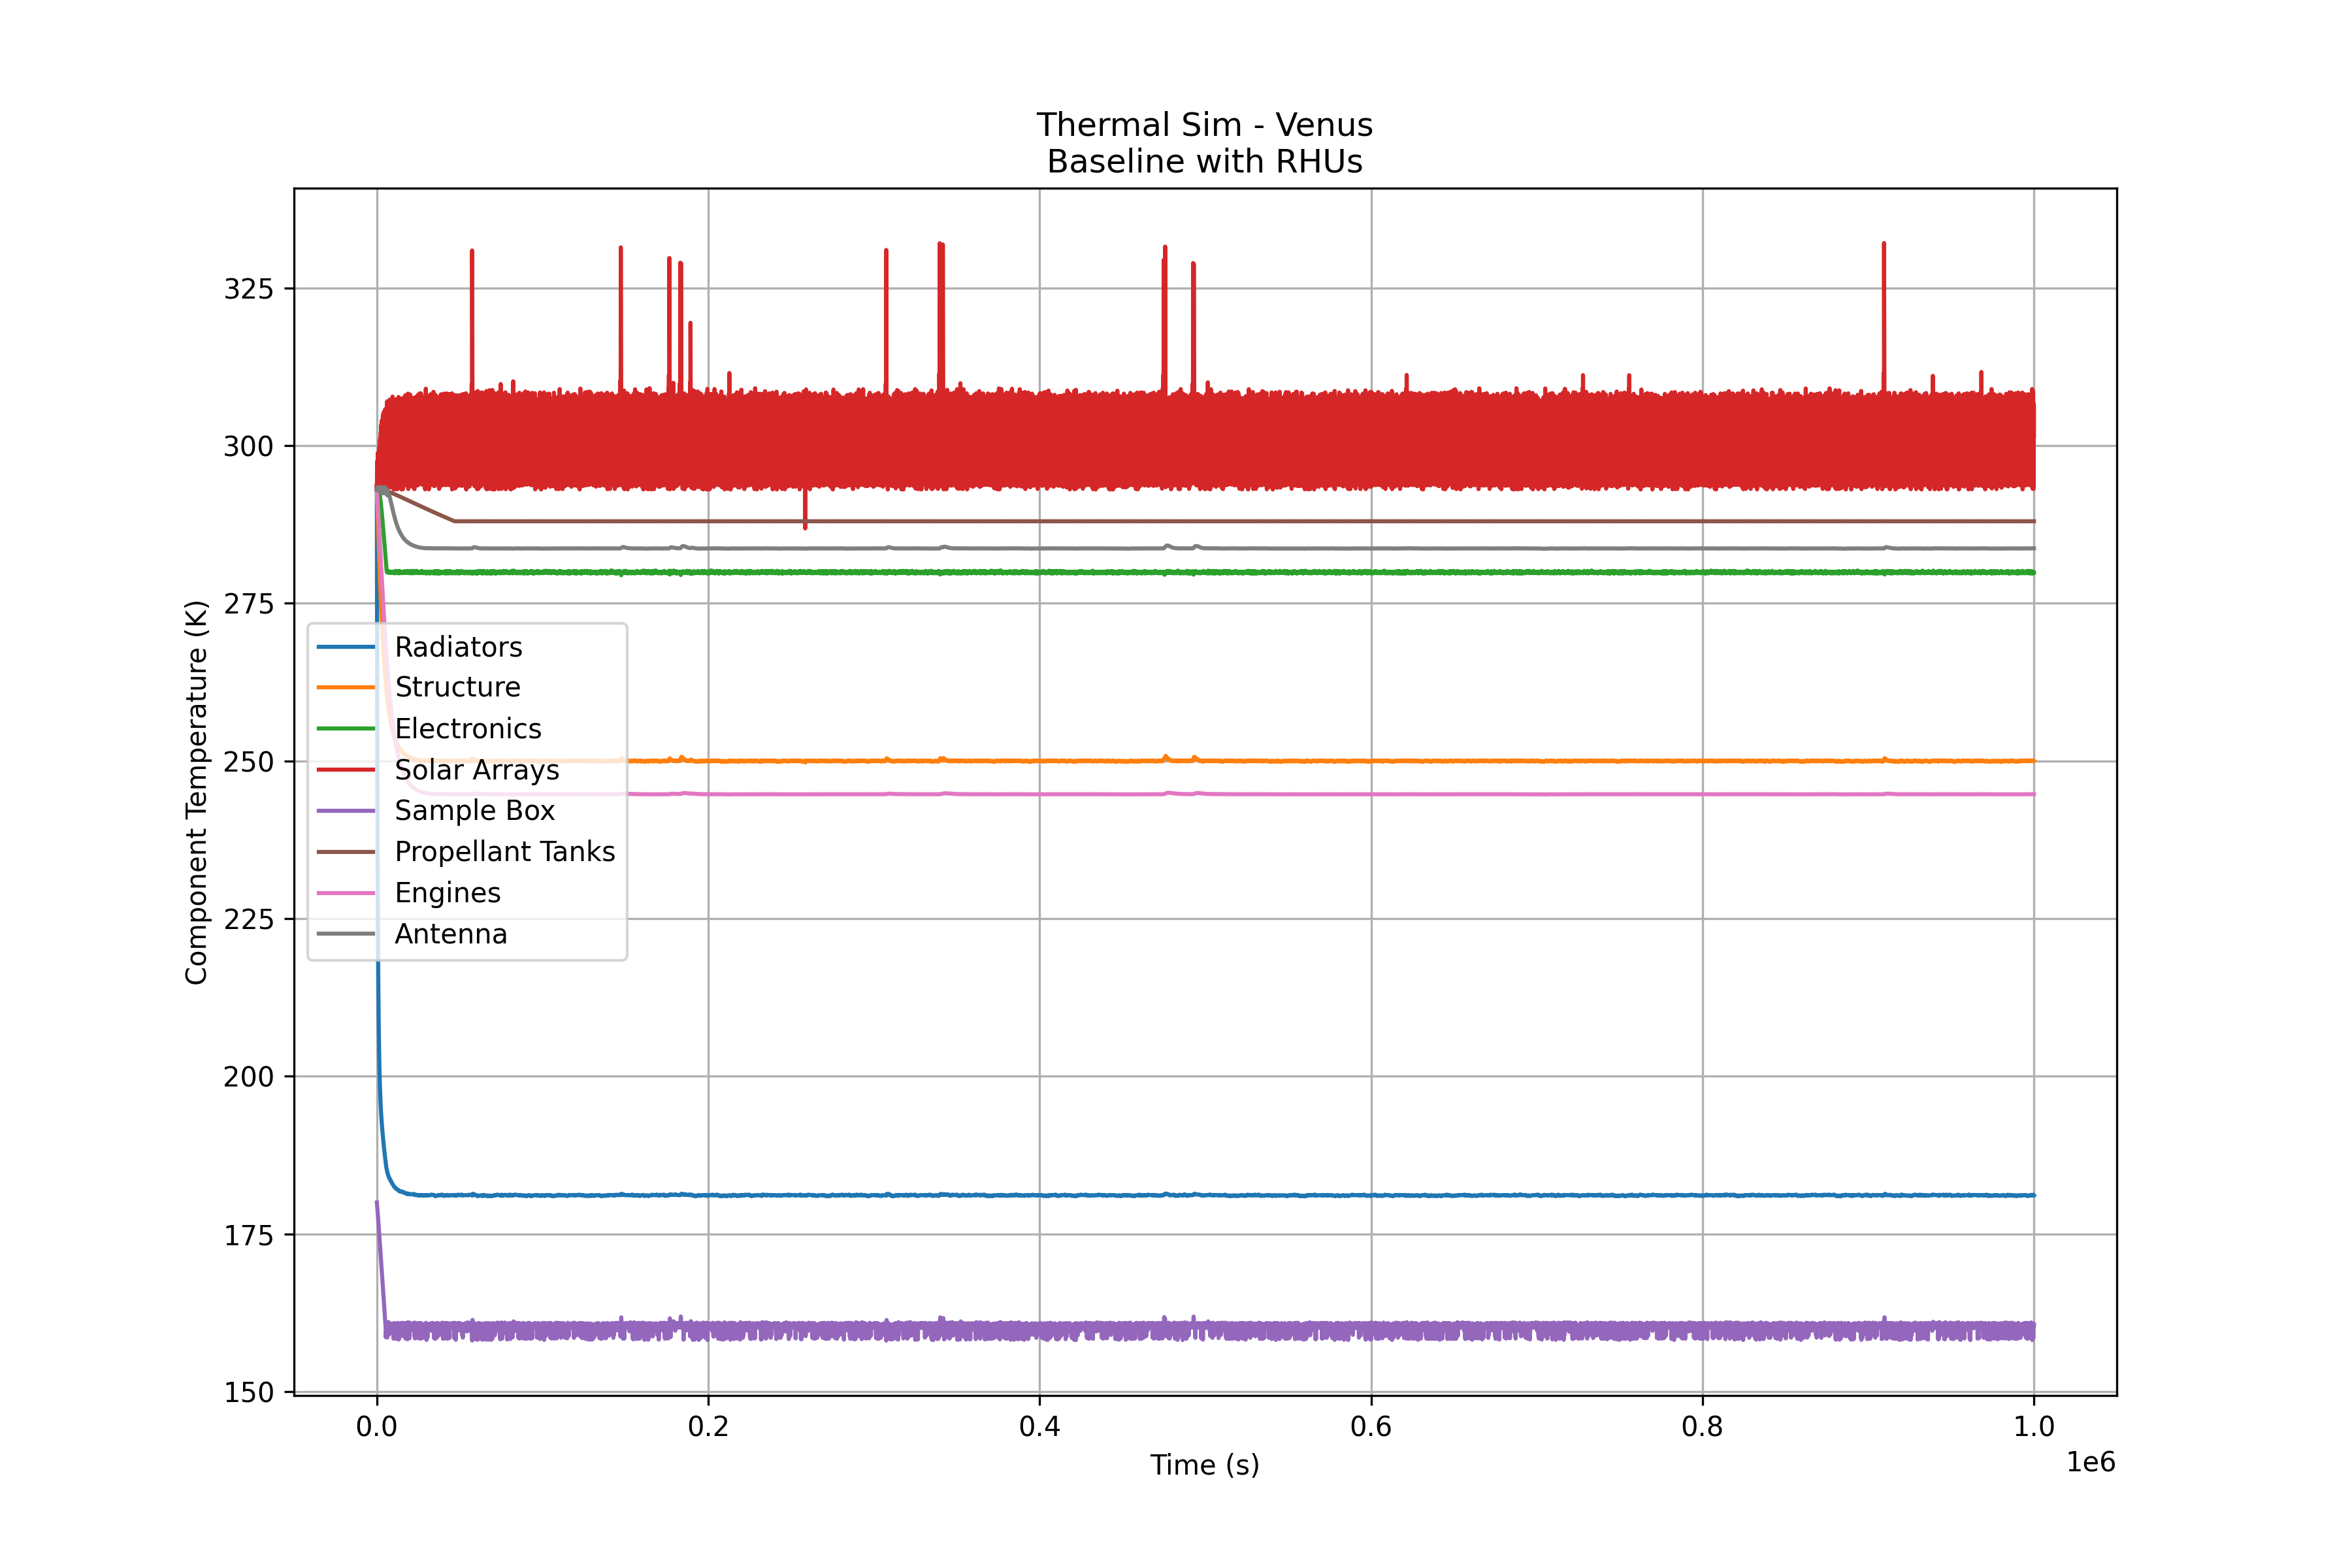 Thermal Sim - Venus
Baseline with RHUs
Component Temperature (K)
325
300
275
250
225
200
175
150
Radiators
Structure
Electronics
Solar Arrays
Sample Box
Propellant Tanks
Engines
Antenna
0.0 0.2 0.4 0.6 0.8 1.0
1e6
Time (s)